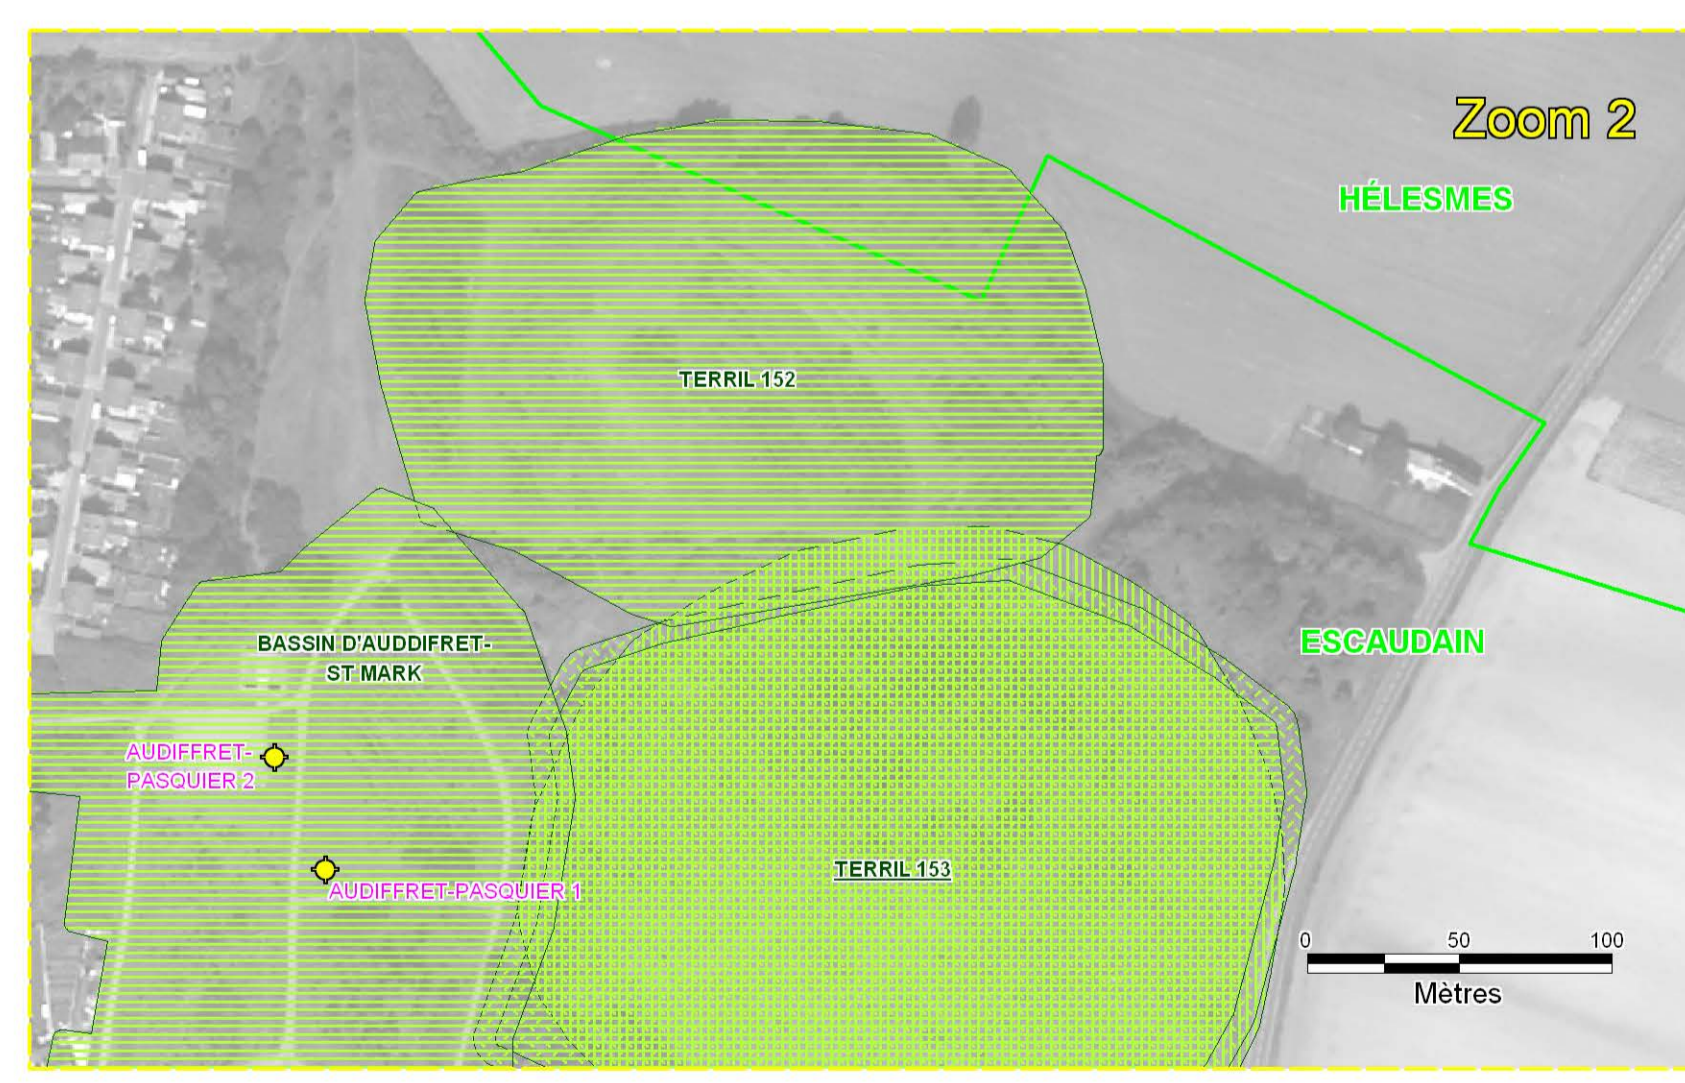 Zoom 2
HÉLESMES
TERRIL 152
BASSIN D'AUDDIFRET-
ST MARK
ESCAUDAIN
AUDIFFRET-
PASQUIER 2
TERRIL 153
AUDIFFRET-PASQUIER 1
0 50 100
Mètres